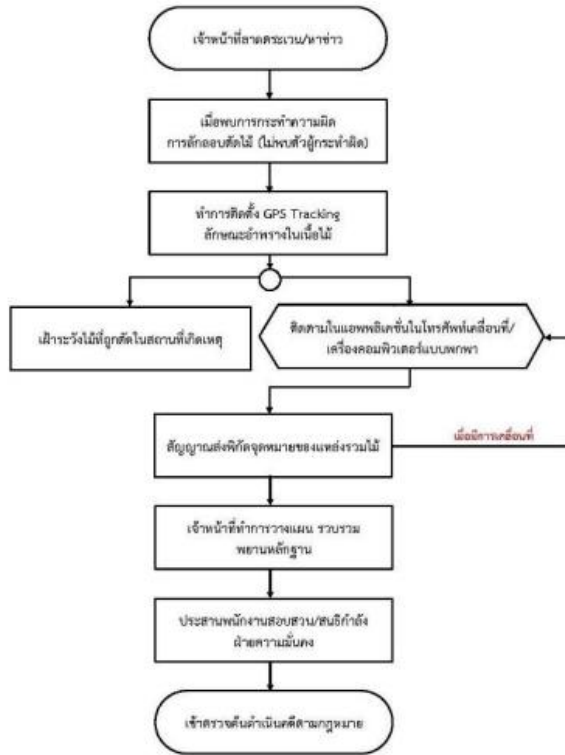 เจ้าหน้าที่ลาดตระเวน/หาข่าว
เมื่อพบการกระทำความผิด
การลักลอบตัดไม้ (ไม่พบตัวผู้กระทำผิด)
ทำการติดตั้ง GPS Tracking
ลักษณะอำพรางในเนื้อไม้
เฝ้าระวังไม้ที่ถูกตัดในสถานที่เกิดเหตุ
ติดตามในแอพพลิเคชั่นในโทรศัพท์เคลื่อนที่/
เครื่องคอมพิวเตอร์แบบพกพา
สัญญาณส่งพิกัดจุดหมายของแหล่งรวมไม้
เมื่อมีการเคลื่อนที่
เจ้าหน้าที่ทำการวางแผน รวบรวม
พยานหลักฐาน
ประสานพนักงานสอบสวน/สนธิกำลัง
ฝ่ายความมั่นคง
เข้าตรวจค้นดำเนินคดีตามกฎหมาย